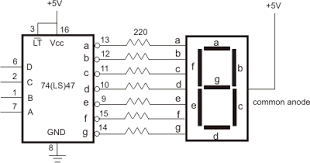 +5V
+5V
3 16
LT Vcc
220
a 13 a
b 12 b
c 11 c
d 10 d
e 9 e
f 15 f
g 14 g
6 D
2 C
1 B
7 A
74(LS)47
GND
8
a
f b
g
e c
d
common anode